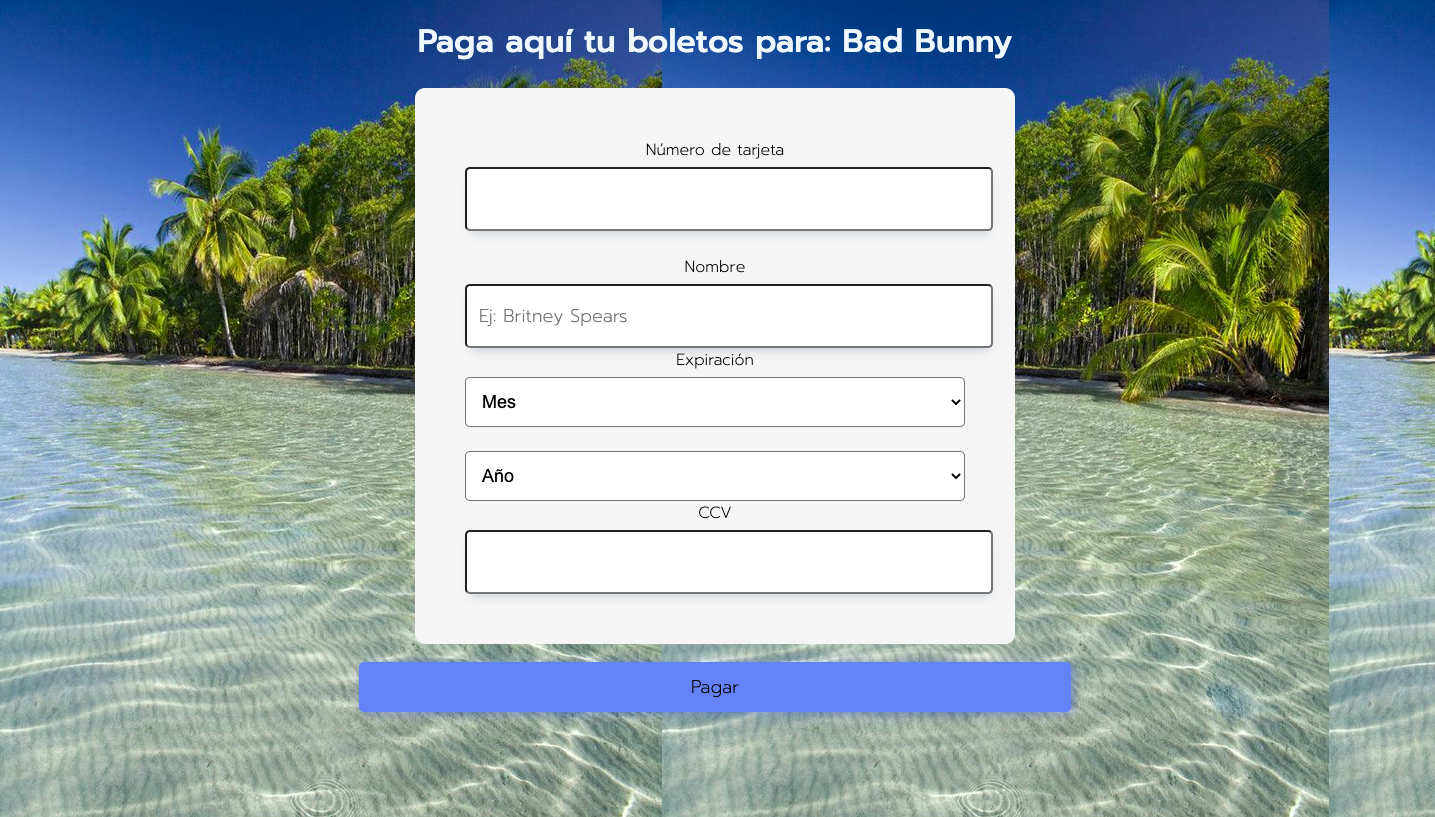 Paga aquí tu boletos para: Bad Bunny
Número de tarjeta
Nombre
Ej: Britney Spears
Expiración
Mes
Año
CCV
Pagar